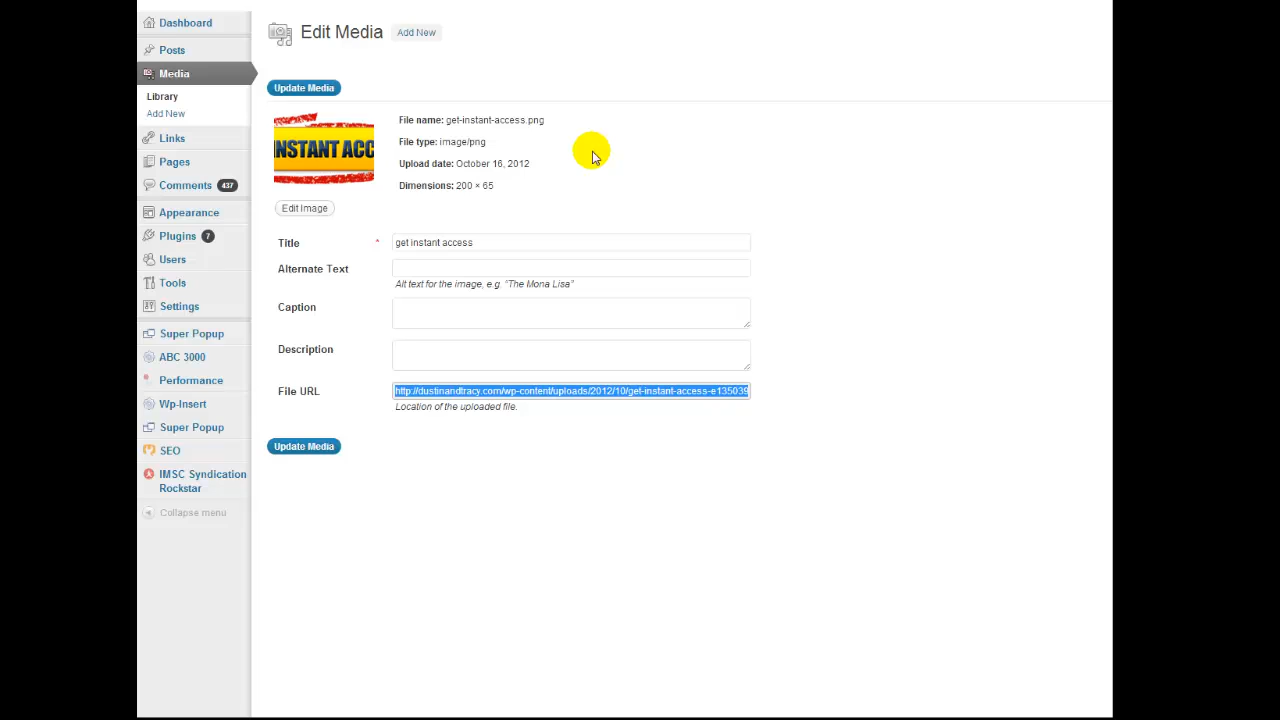 Dashboard
Posts
Media
Library
Add New
Links
Pages
Comments 437
Appearance
Plugins 7
Users
Tools
Settings
Super Popup
ABC 3000
Performance
Wp-Insert
Super Popup
SEO
IMSC Syndication
Rockstar
Collapse menu
Edit Media Add New
Update Media
INSTANT ACC
File name: get-instant-access.png
File type: image/png
Upload date: October 16, 2012
Dimensions: 200 × 65
Edit Image
Title * get instant access
Alternate Text
Alt text for the image, e.g. “The Mona Lisa”
Caption
Description
File URL http://dustinandtracy.com/wp-content/uploads/2012/10/get-instant-access-e135039
Location of the uploaded file.
Update Media